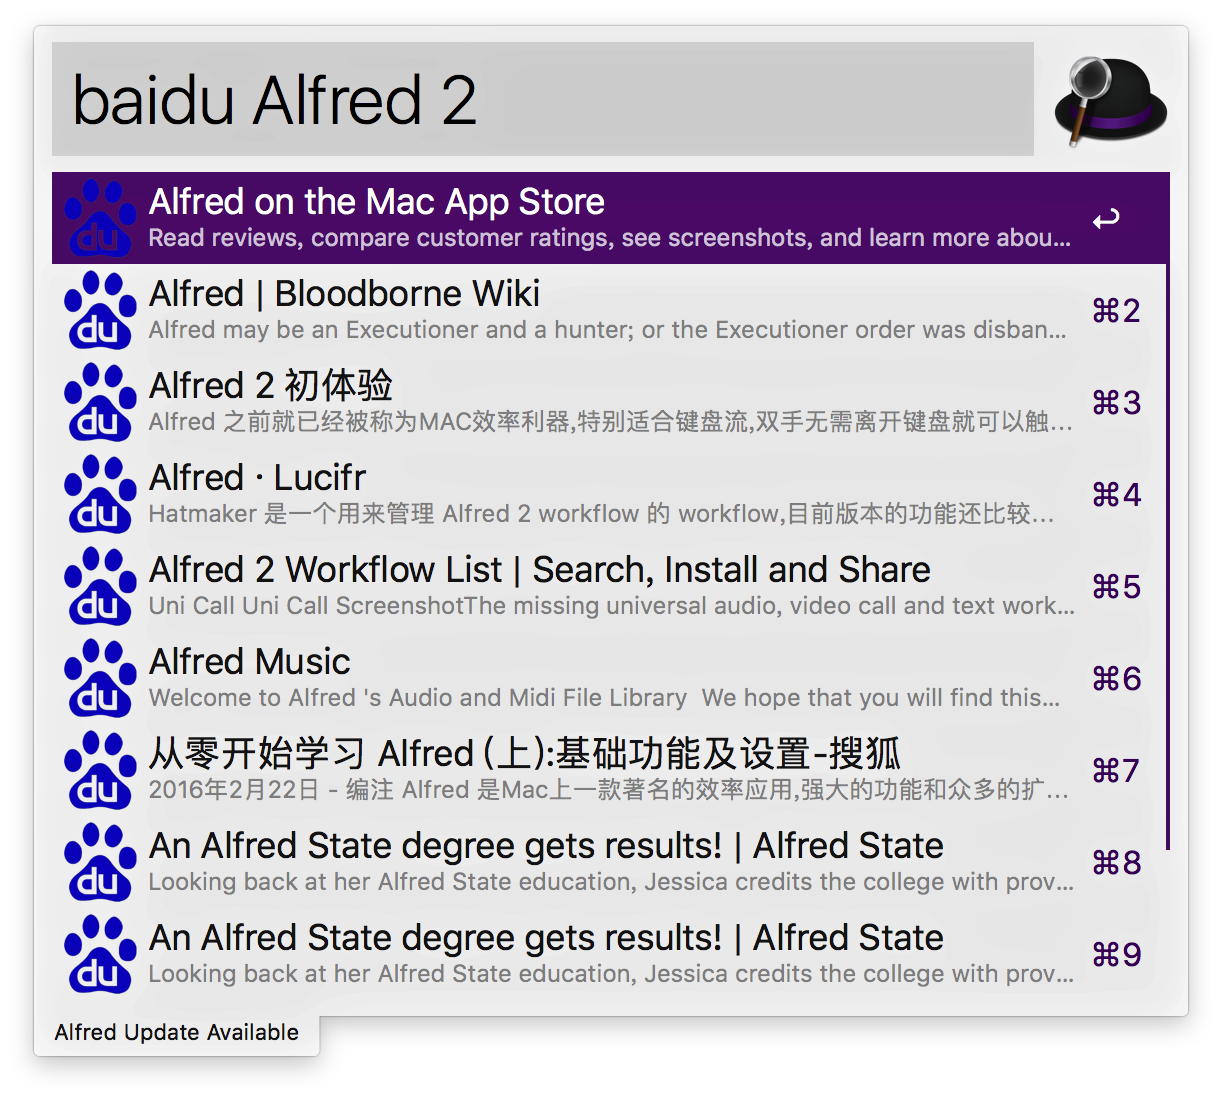 baidu Alfred 2
Alfred on the Mac App Store
Read reviews, compare customer ratings, see screenshots, and learn more abou...
↩
du
Alfred | Bloodborne Wiki
Alfred may be an Executioner and a hunter; or the Executioner order was disban...
⌘2
du
Alfred 2 初体验
Alfred 之前就已经被称为MAC效率利器,特别适合键盘流,双手无需离开键盘就可以触...
⌘3
du
Alfred · Lucifr
Hatmaker 是一个用来管理 Alfred 2 workflow 的 workflow,目前版本的功能还比较...
⌘4
du
Alfred 2 Workflow List | Search, Install and Share
Uni Call Uni Call ScreenshotThe missing universal audio, video call and text work...
⌘5
du
Alfred Music
Welcome to Alfred 's Audio and Midi File Library  We hope that you will find this...
⌘6
du
从零开始学习 Alfred (上):基础功能及设置-搜狐
2016年2月22日 - 编注 Alfred 是Mac上一款著名的效率应用,强大的功能和众多的扩...
⌘7
du
An Alfred State degree gets results! | Alfred State
Looking back at her Alfred State education, Jessica credits the college with prov...
⌘8
du
An Alfred State degree gets results! | Alfred State
Looking back at her Alfred State education, Jessica credits the college with prov...
⌘9
du
Alfred Update Available